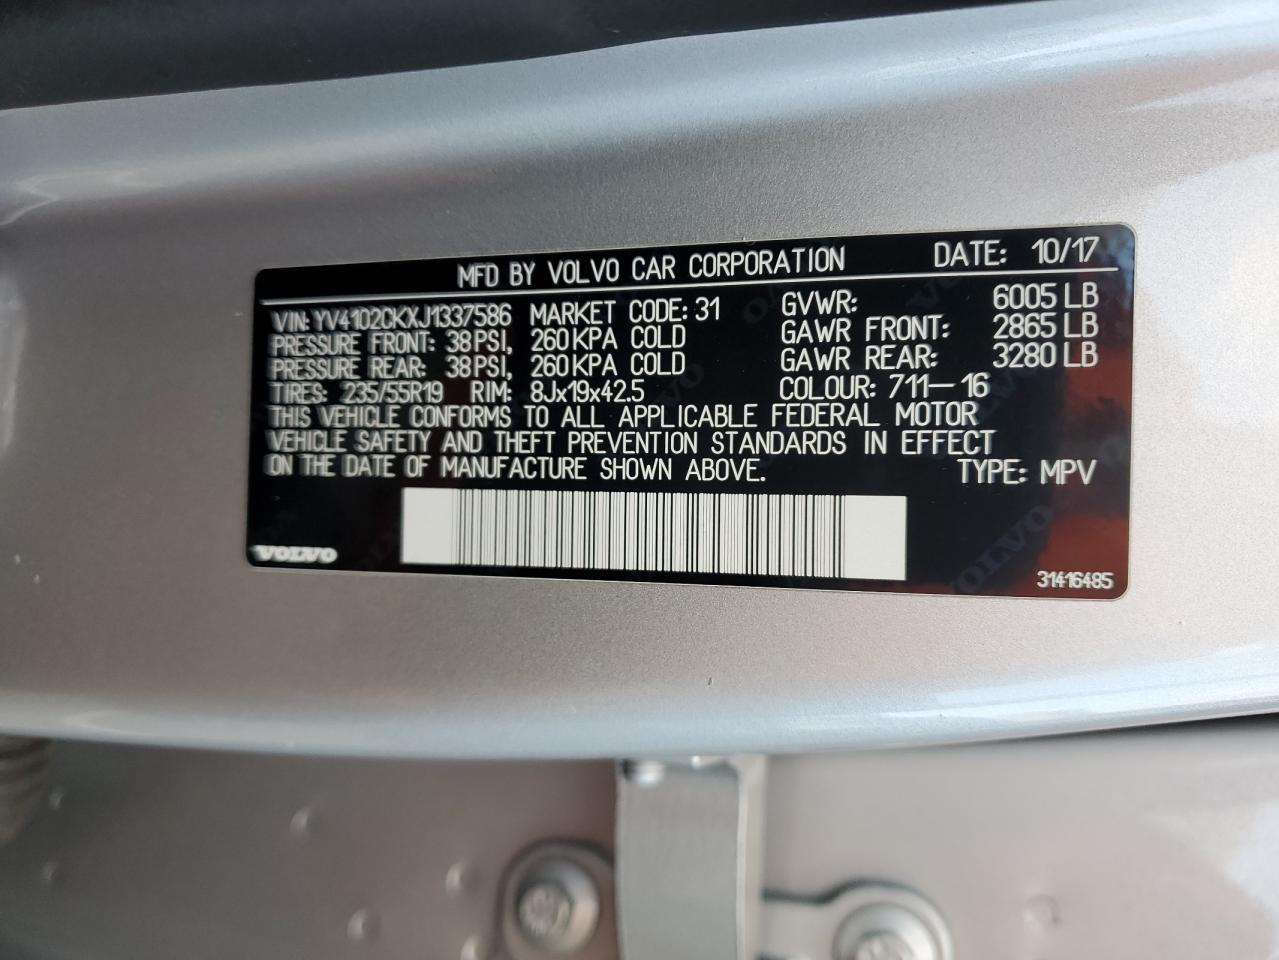 MFD BY VOLVO CAR CORPORATION DATE: 10/17
VIN: YV4102CKXJ1337586 MARKET CODE: 31 GVWR: 6005 LB
PRESSURE FRONT: 38 PSI, 260 KPA COLD GAWR FRONT: 2865 LB
PRESSURE REAR: 38 PSI, 260 KPA COLD GAWR REAR: 3280 LB
TIRES: 235/55R19 RIM: 8Jx19x42.5 COLOUR: 711-16
THIS VEHICLE CONFORMS TO ALL APPLICABLE FEDERAL MOTOR
VEHICLE SAFETY AND THEFT PREVENTION STANDARDS IN EFFECT
ON THE DATE OF MANUFACTURE SHOWN ABOVE. TYPE: MPV
VOLVO
31416485